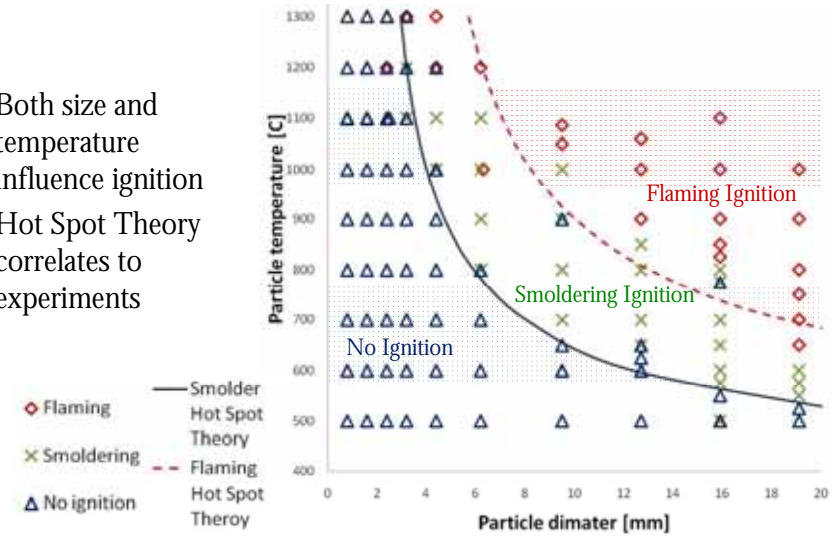 Both size and
temperature
influence ignition
Hot Spot Theory
correlates to
experiments
Flaming
Smoldering
No ignition
Smolder
Hot Spot
Theory
Flaming
Hot Spot
Theroy
Particle temperature [C]
1300
1200
1100
1000
900
800
700
600
500
400
Flaming Ignition
Smoldering Ignition
No Ignition
0 2 4 6 8 10 12 14 16 18 20
Particle dimater [mm]